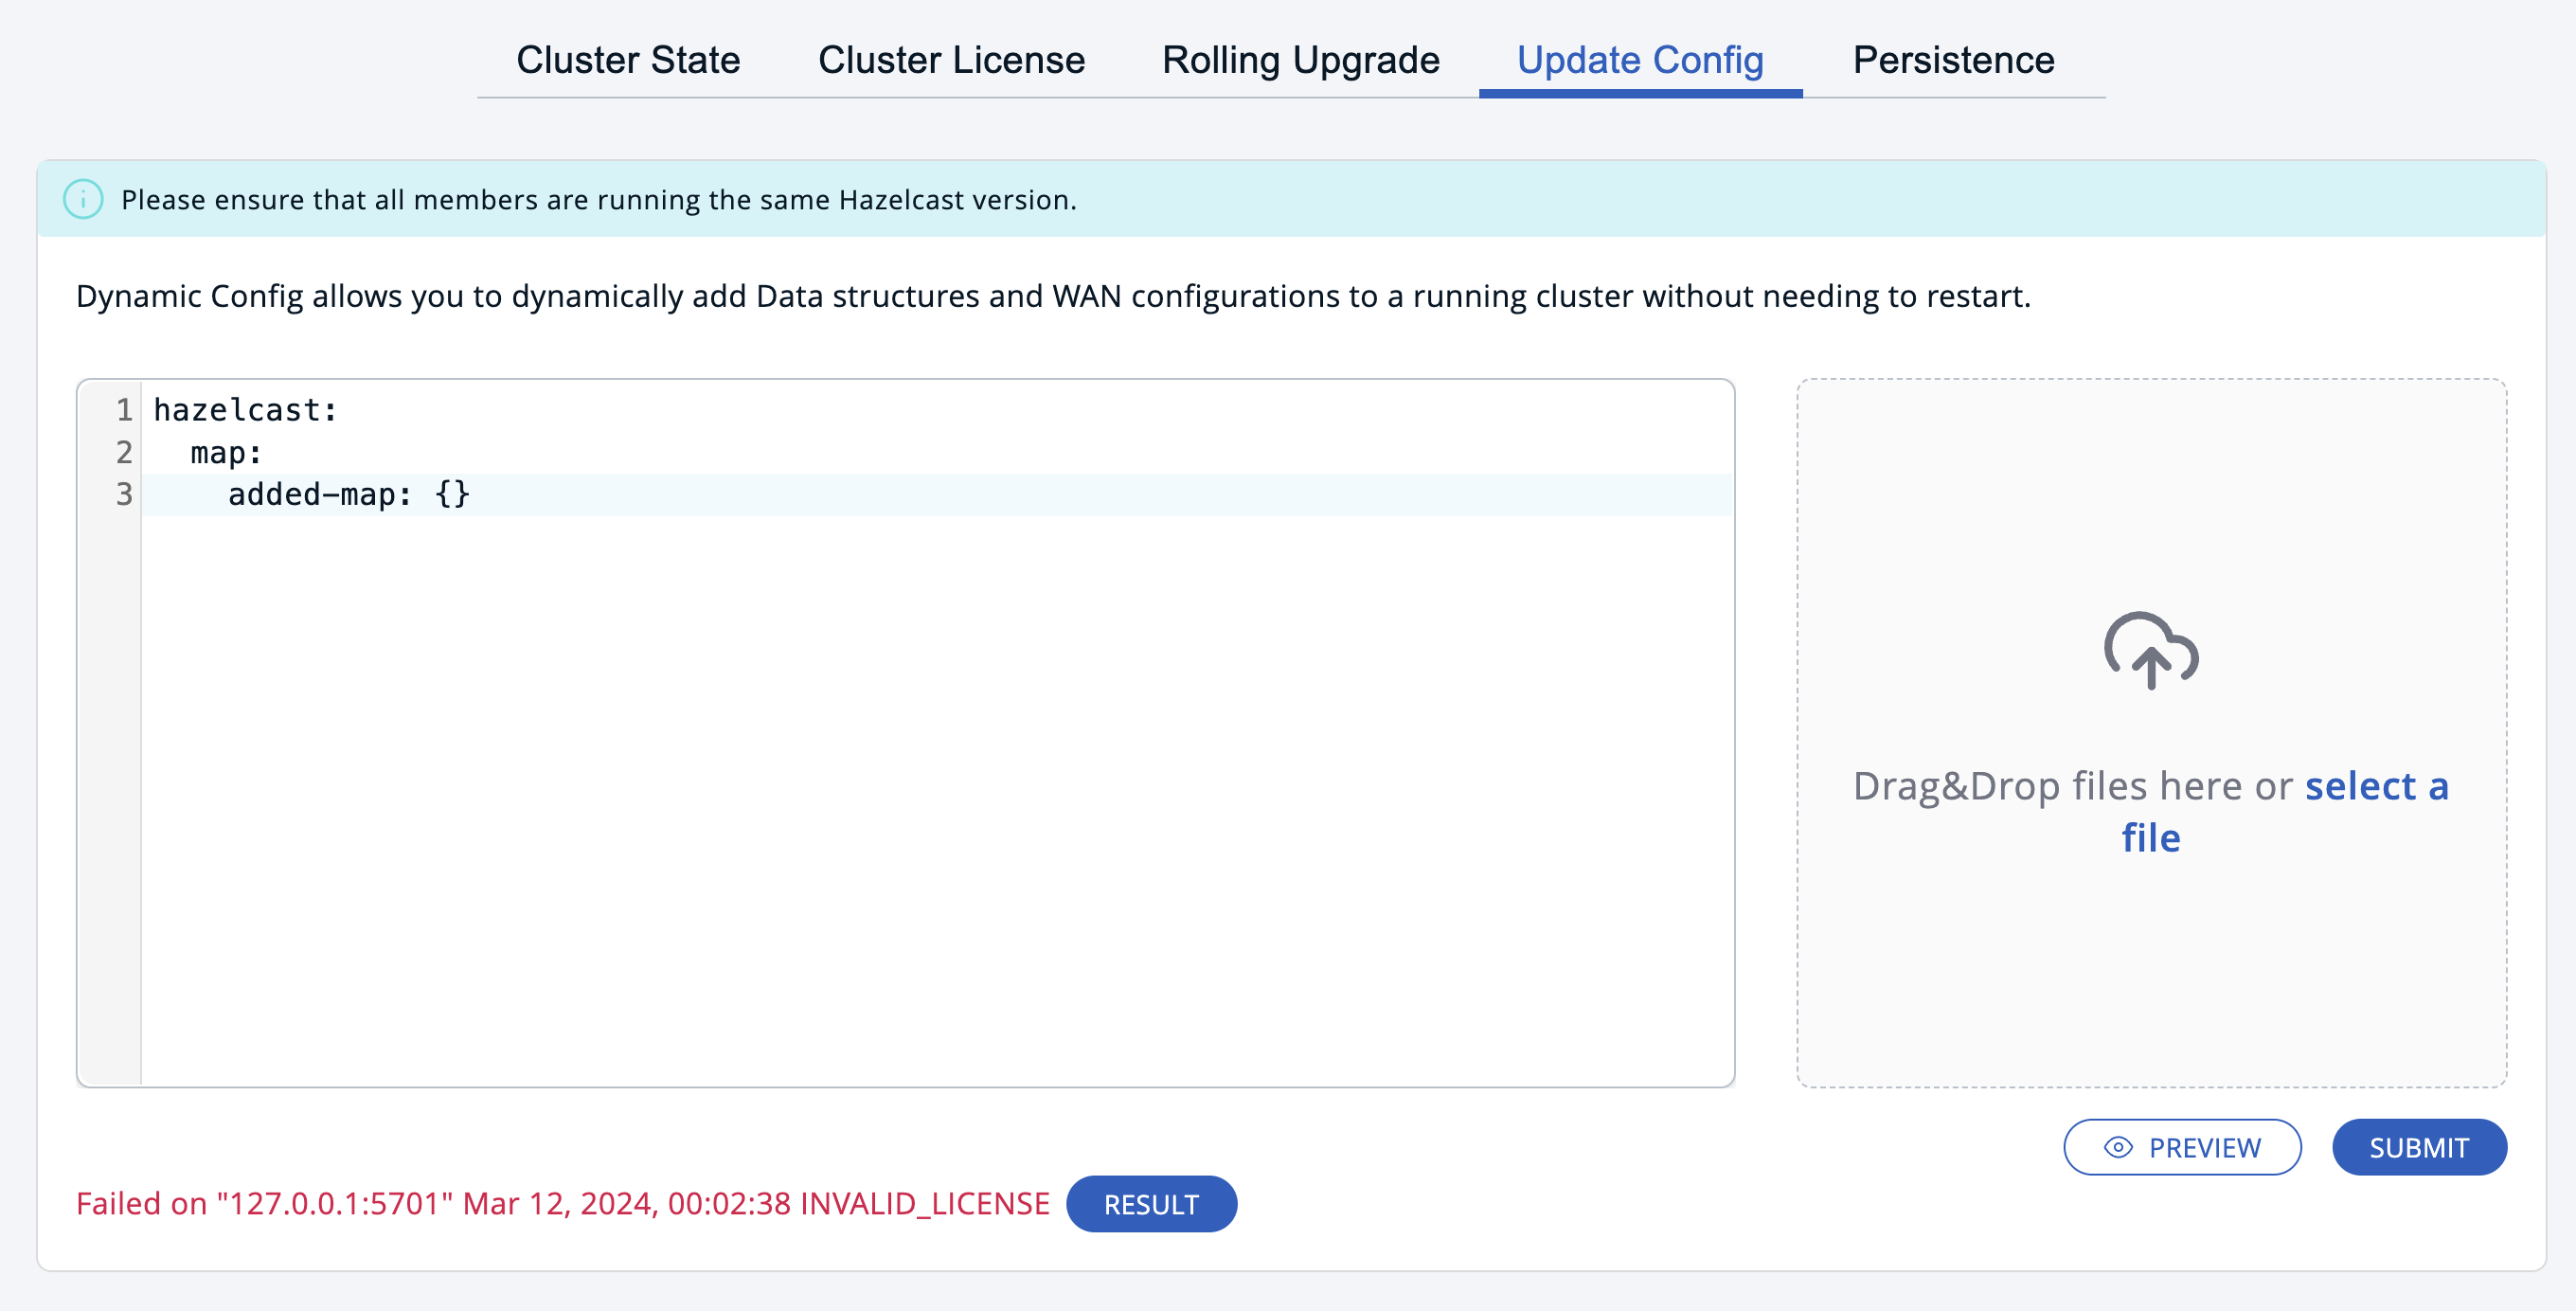 Cluster State Cluster License Rolling Upgrade Update Config Persistence
Please ensure that all members are running the same Hazelcast version.
Dynamic Config allows you to dynamically add Data structures and WAN configurations to a running cluster without needing to restart.
1 hazelcast:
2   map:
3     added-map: {}
Drag&Drop files here or select a
file
PREVIEW SUBMIT
Failed on "127.0.0.1:5701" Mar 12, 2024, 00:02:38 INVALID_LICENSE RESULT